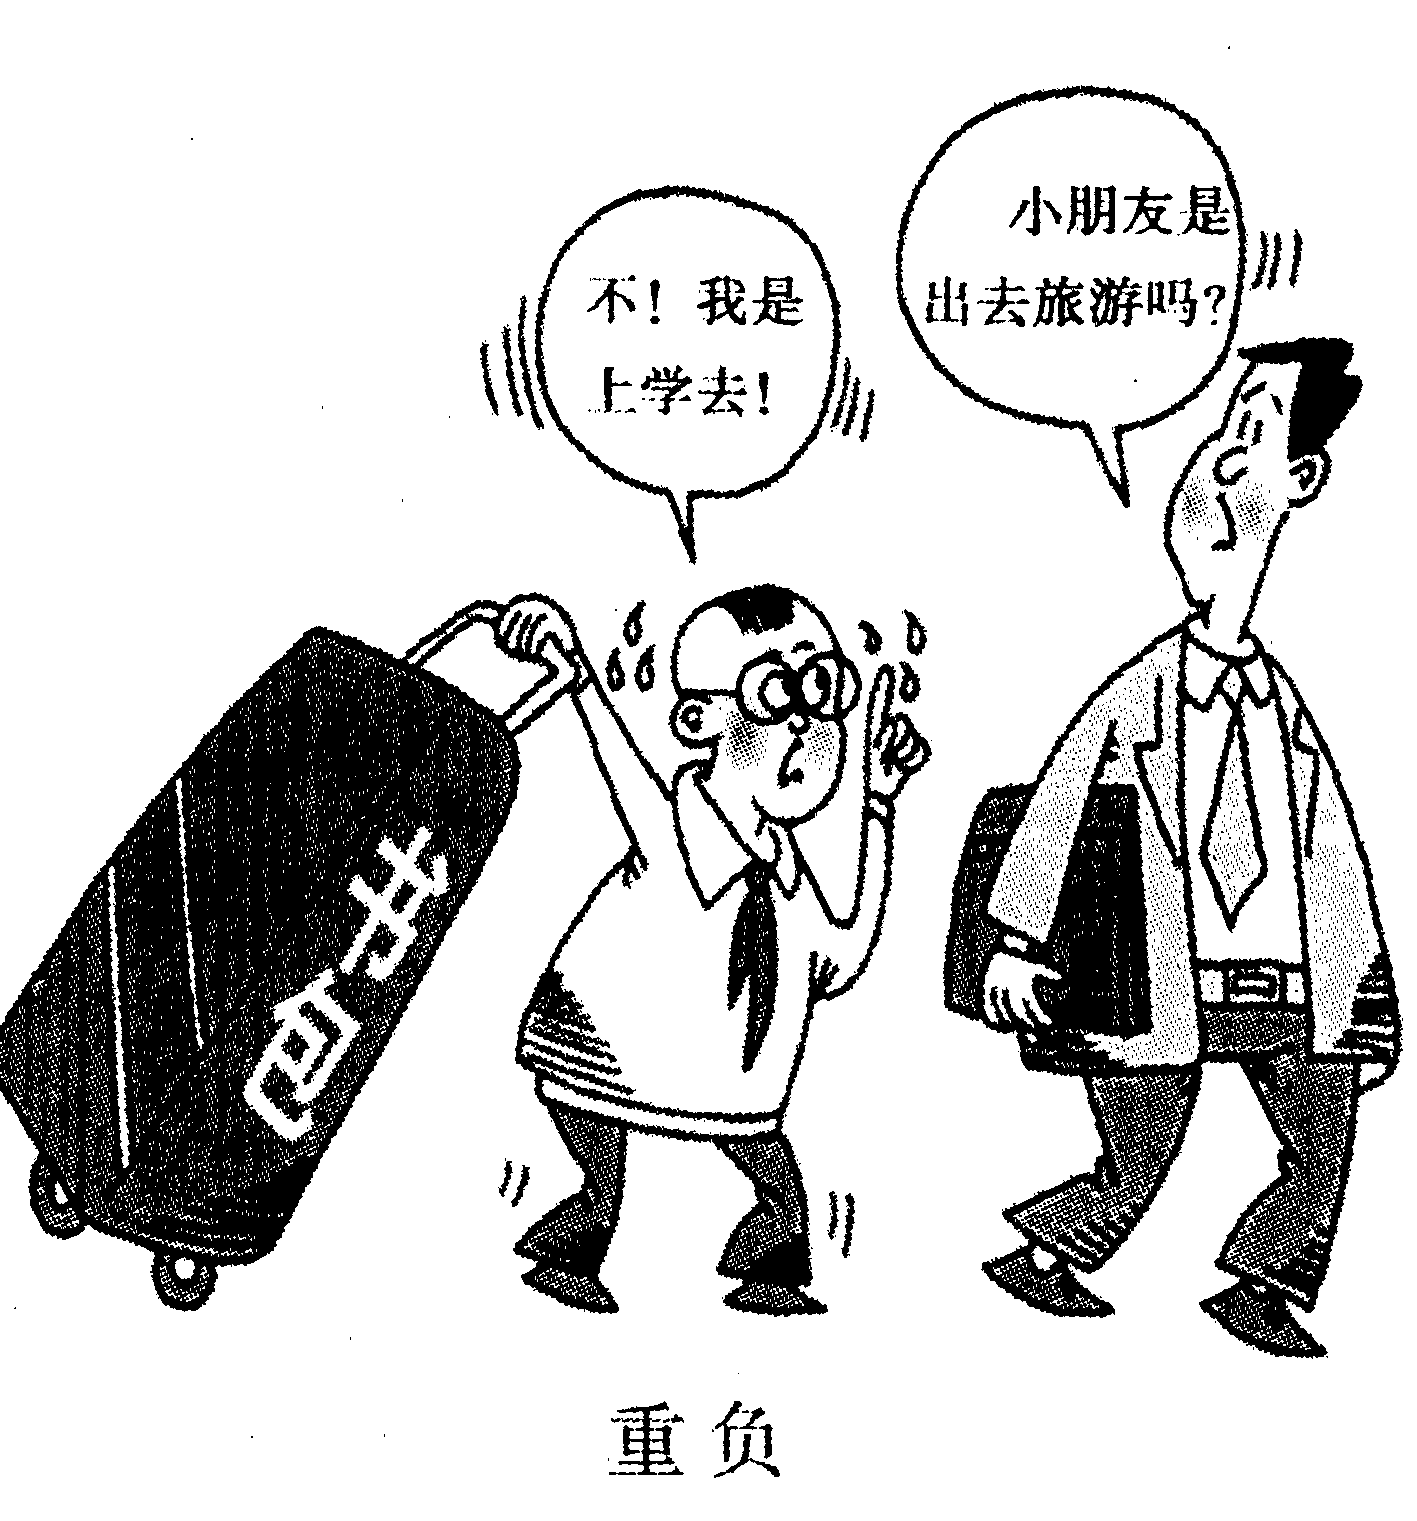 小朋友是
出去旅游吗?
不！我是
上学去！
书包
重负